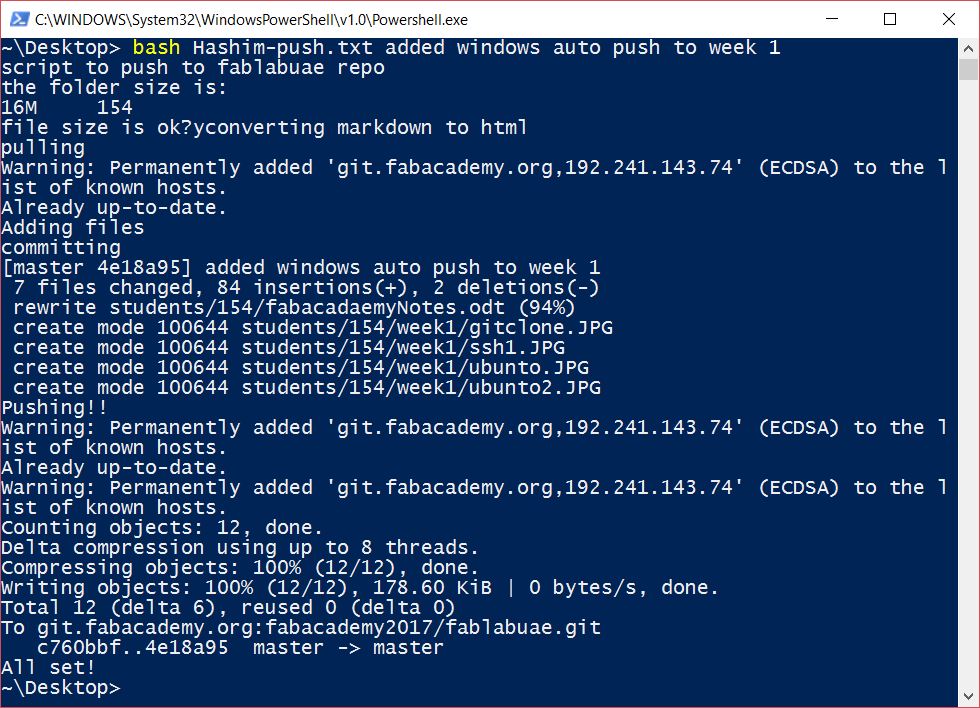 C:\WINDOWS\System32\WindowsPowerShell\v1.0\Powershell.exe
~\Desktop> bash Hashim-push.txt added windows auto push to week 1
script to push to fablabuae repo
the folder size is:
16M     154
file size is ok?yconverting markdown to html
pulling
Warning: Permanently added 'git.fabacademy.org,192.241.143.74' (ECDSA) to the l
ist of known hosts.
Already up-to-date.
Adding files
committing
[master 4e18a95] added windows auto push to week 1
 7 files changed, 84 insertions(+), 2 deletions(-)
 rewrite students/154/fabacadaemyNotes.odt (94%)
 create mode 100644 students/154/week1/gitclone.JPG
 create mode 100644 students/154/week1/ssh1.JPG
 create mode 100644 students/154/week1/ubunto.JPG
 create mode 100644 students/154/week1/ubunto2.JPG
Pushing!!
Warning: Permanently added 'git.fabacademy.org,192.241.143.74' (ECDSA) to the l
ist of known hosts.
Already up-to-date.
Warning: Permanently added 'git.fabacademy.org,192.241.143.74' (ECDSA) to the l
ist of known hosts.
Counting objects: 12, done.
Delta compression using up to 8 threads.
Compressing objects: 100% (12/12), done.
Writing objects: 100% (12/12), 178.60 KiB | 0 bytes/s, done.
Total 12 (delta 6), reused 0 (delta 0)
To git.fabacademy.org:fabacademy2017/fablabuae.git
   c760bbf..4e18a95  master -> master
All set!
~\Desktop>